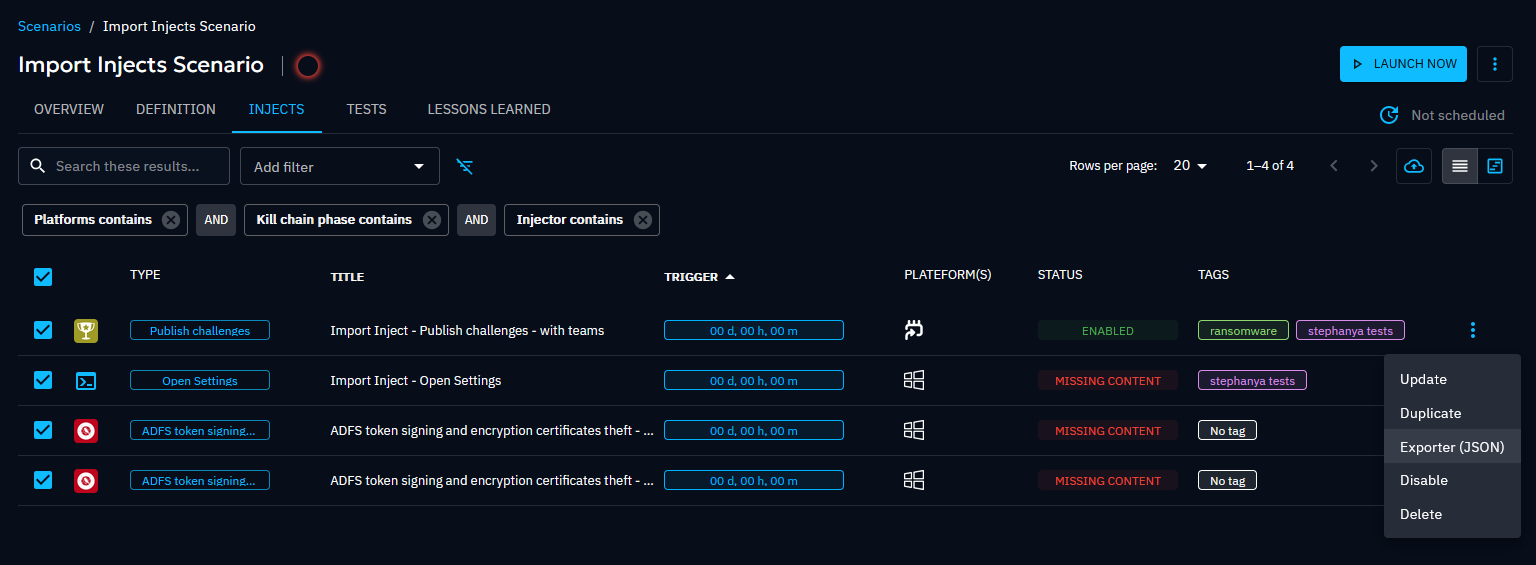 Scenarios / Import Injects Scenario
Import Injects Scenario
LAUNCH NOW
OVERVIEW DEFINITION INJECTS TESTS LESSONS LEARNED
Not scheduled
Search these results... Add filter Rows per page: 20 1–4 of 4
Platforms contains AND Kill chain phase contains AND Injector contains
TYPE TITLE TRIGGER PLATEFORM(S) STATUS TAGS
Publish challenges Import Inject - Publish challenges - with teams 00 d, 00 h, 00 m ENABLED ransomware stephanya tests
Open Settings Import Inject - Open Settings 00 d, 00 h, 00 m MISSING CONTENT stephanya tests
ADFS token signing... ADFS token signing and encryption certificates theft - ... 00 d, 00 h, 00 m MISSING CONTENT No tag
ADFS token signing... ADFS token signing and encryption certificates theft - ... 00 d, 00 h, 00 m MISSING CONTENT No tag
Update
Duplicate
Exporter (JSON)
Disable
Delete